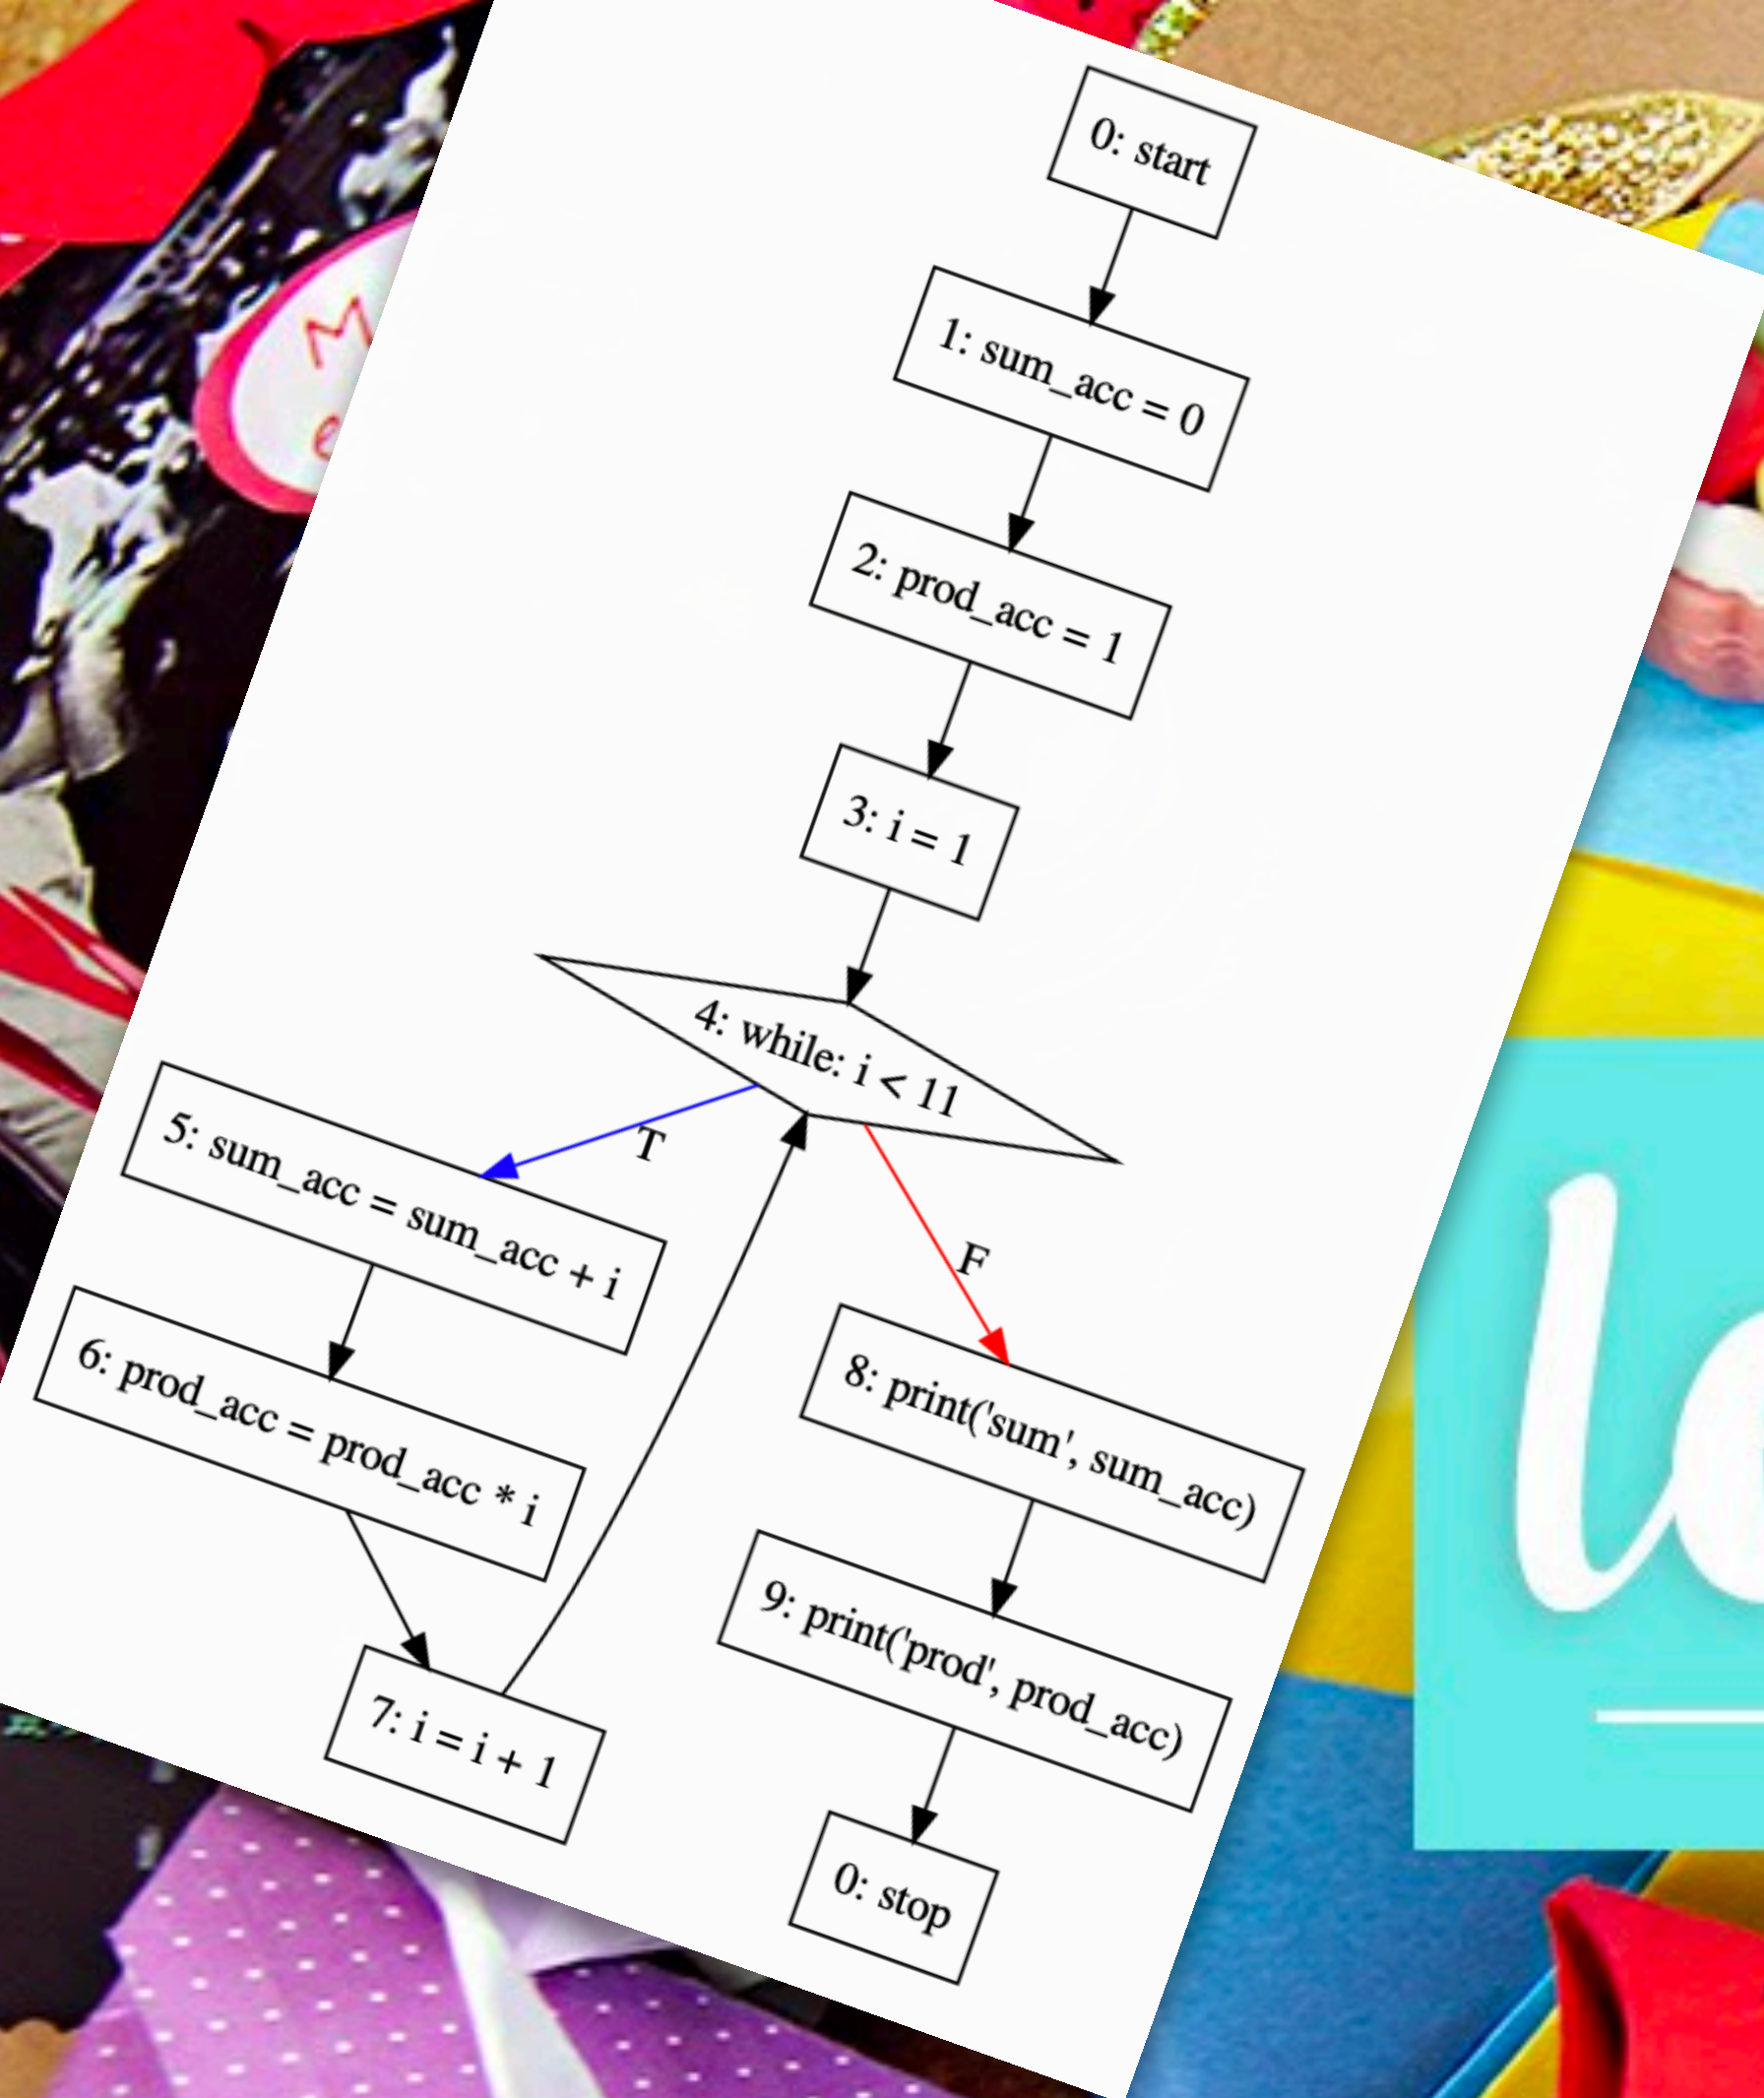 0: start
1: sum_acc = 0
2: prod_acc = 1
3: i = 1
4: while: i < 11
T
F
5: sum_acc = sum_acc + i
6: prod_acc = prod_acc * i
7: i = i + 1
8: print('sum', sum_acc)
9: print('prod', prod_acc)
0: stop
M
e
lo